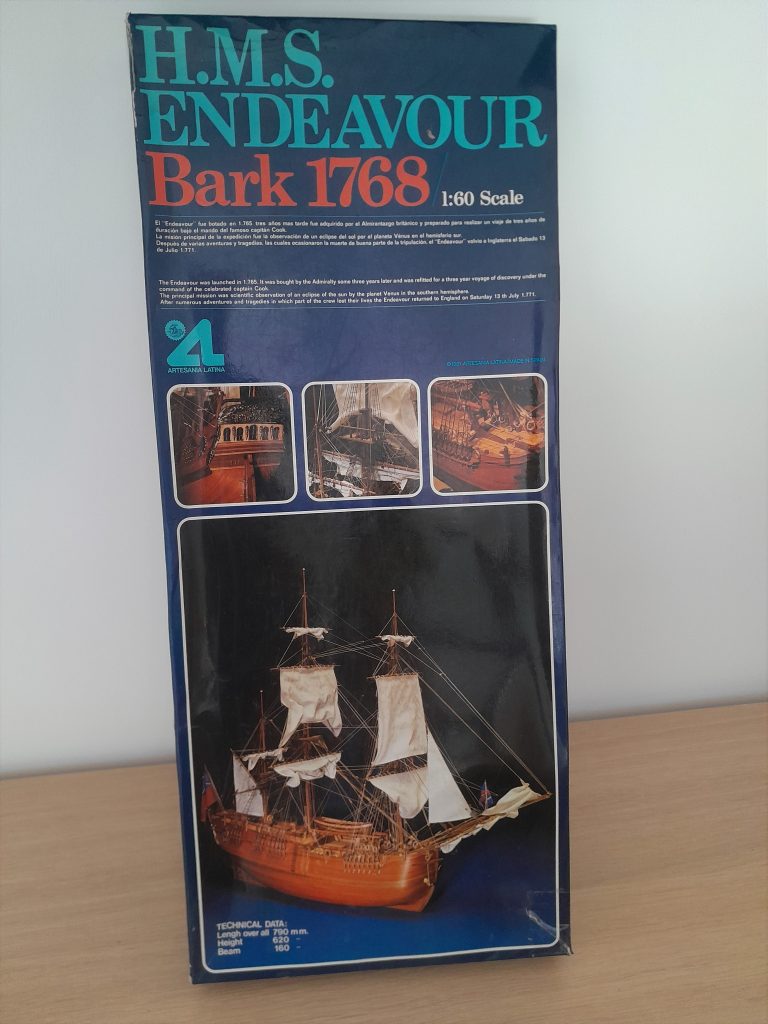 H.M.S.
ENDEAVOUR
Bark 1768 1:60 Scale
El "Endeavour" fue botado en 1.765. tres años mas tarde fue adquirido por el Almirantazgo británico y preparado para realizar un viaje de tres años de
duración bajo el mando del famoso capitán Cook.
La misión principal de la expedición fue la observación de un eclipse del sol por el planeta Vénus en el hemisferio sur.
Después de varias aventuras y tragedias, las cuales ocasionaron la muerte de buena parte de la tripulación, el "Endeavour" volvio a Inglaterra el Sabado 13
de Julio 1.771.
The Endeavour was launched in 1.765. It was bought by the Admiralty some three years later and was refitted for a three year voyage of discovery under the
command of the celebrated captain Cook.
The principal mission was scientific observation of an eclipse of the sun by the planet Venus in the southern hemisphere.
After numerous adventures and tragedies in which part of the crew lost their lives the Endeavour returned to England on Saturday 13 th July 1.771.
ARTESANIA LATINA
ARTESANIA LATINA MADE IN SPAIN
TECHNICAL DATA:
Lengh over all 790 mm.
Height 620 -
Beam 160 -